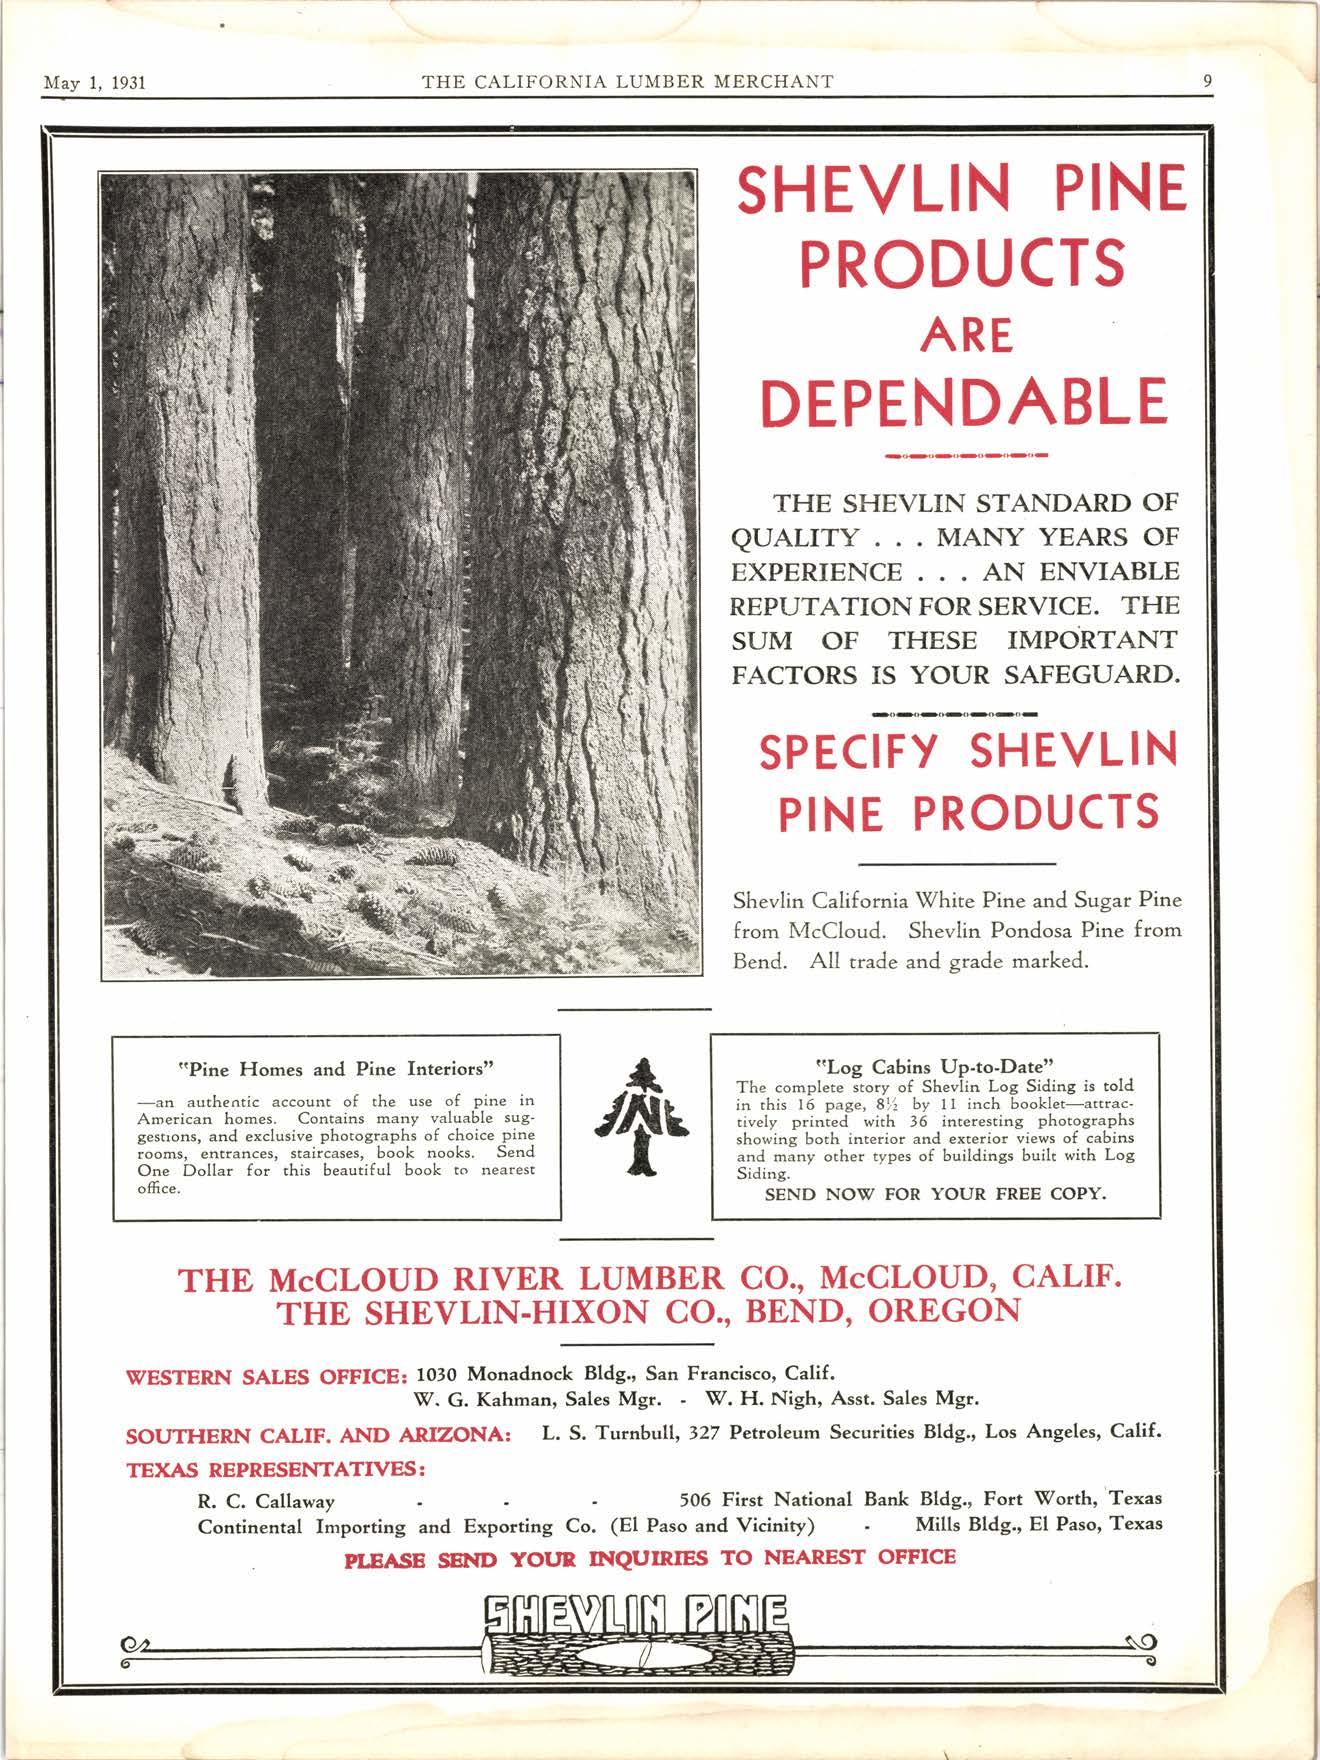 May 1, 1931 THE CALIFORNIA LUMBER MERCHANT 9
SHEVLIN PINE
PRODUCTS
ARE
DEPENDABLE
THE SHEVLIN STANDARD OF
QUALITY . . . MANY YEARS OF
EXPERIENCE . . . AN ENVIABLE
REPUTATION FOR SERVICE. THE
SUM OF THESE IMPORTANT
FACTORS IS YOUR SAFEGUARD.
SPECIFY SHEVLIN
PINE PRODUCTS
Shevlin California White Pine and Sugar Pine
from McCloud. Shevlin Pondosa Pine from
Bend. All trade and grade marked.
"Pine Homes and Pine Interiors"
—an authentic account of the use of pine in
American homes. Contains many valuable sug-
gestions, and exclusive photographs of choice pine
rooms, entrances, staircases, book nooks. Send
One Dollar for this beautiful book to nearest
office.
PINE
"Log Cabins Up-to-Date"
The complete story of Shevlin Log Siding is told
in this 16 page, 8½ by 11 inch booklet—attrac-
tively printed with 36 interesting photographs
showing both interior and exterior views of cabins
and many other types of buildings built with Log
Siding.
SEND NOW FOR YOUR FREE COPY.
THE McCLOUD RIVER LUMBER CO., McCLOUD, CALIF.
THE SHEVLIN-HIXON CO., BEND, OREGON
WESTERN SALES OFFICE: 1030 Monadnock Bldg., San Francisco, Calif.
W. G. Kahman, Sales Mgr. - W. H. Nigh, Asst. Sales Mgr.
SOUTHERN CALIF. AND ARIZONA: L. S. Turnbull, 327 Petroleum Securities Bldg., Los Angeles, Calif.
TEXAS REPRESENTATIVES:
R. C. Callaway - - - 506 First National Bank Bldg., Fort Worth, Texas
Continental Importing and Exporting Co. (El Paso and Vicinity) - Mills Bldg., El Paso, Texas
PLEASE SEND YOUR INQUIRIES TO NEAREST OFFICE
SHEVLIN PINE